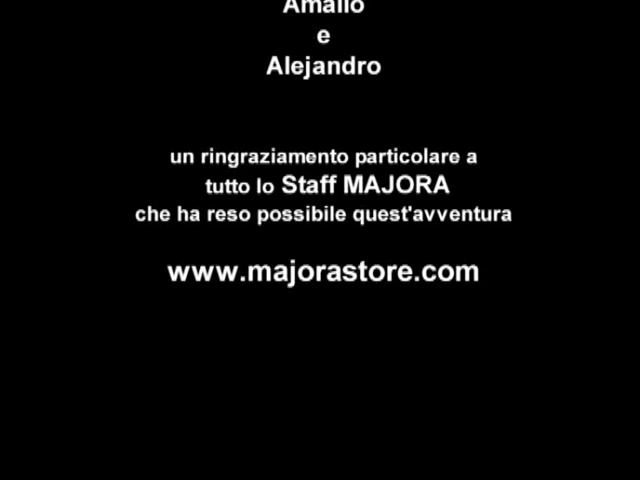 Amalio
e
Alejandro
un ringraziamento particolare a
tutto lo Staff MAJORA
che ha reso possibile quest'avventura
www.majorastore.com